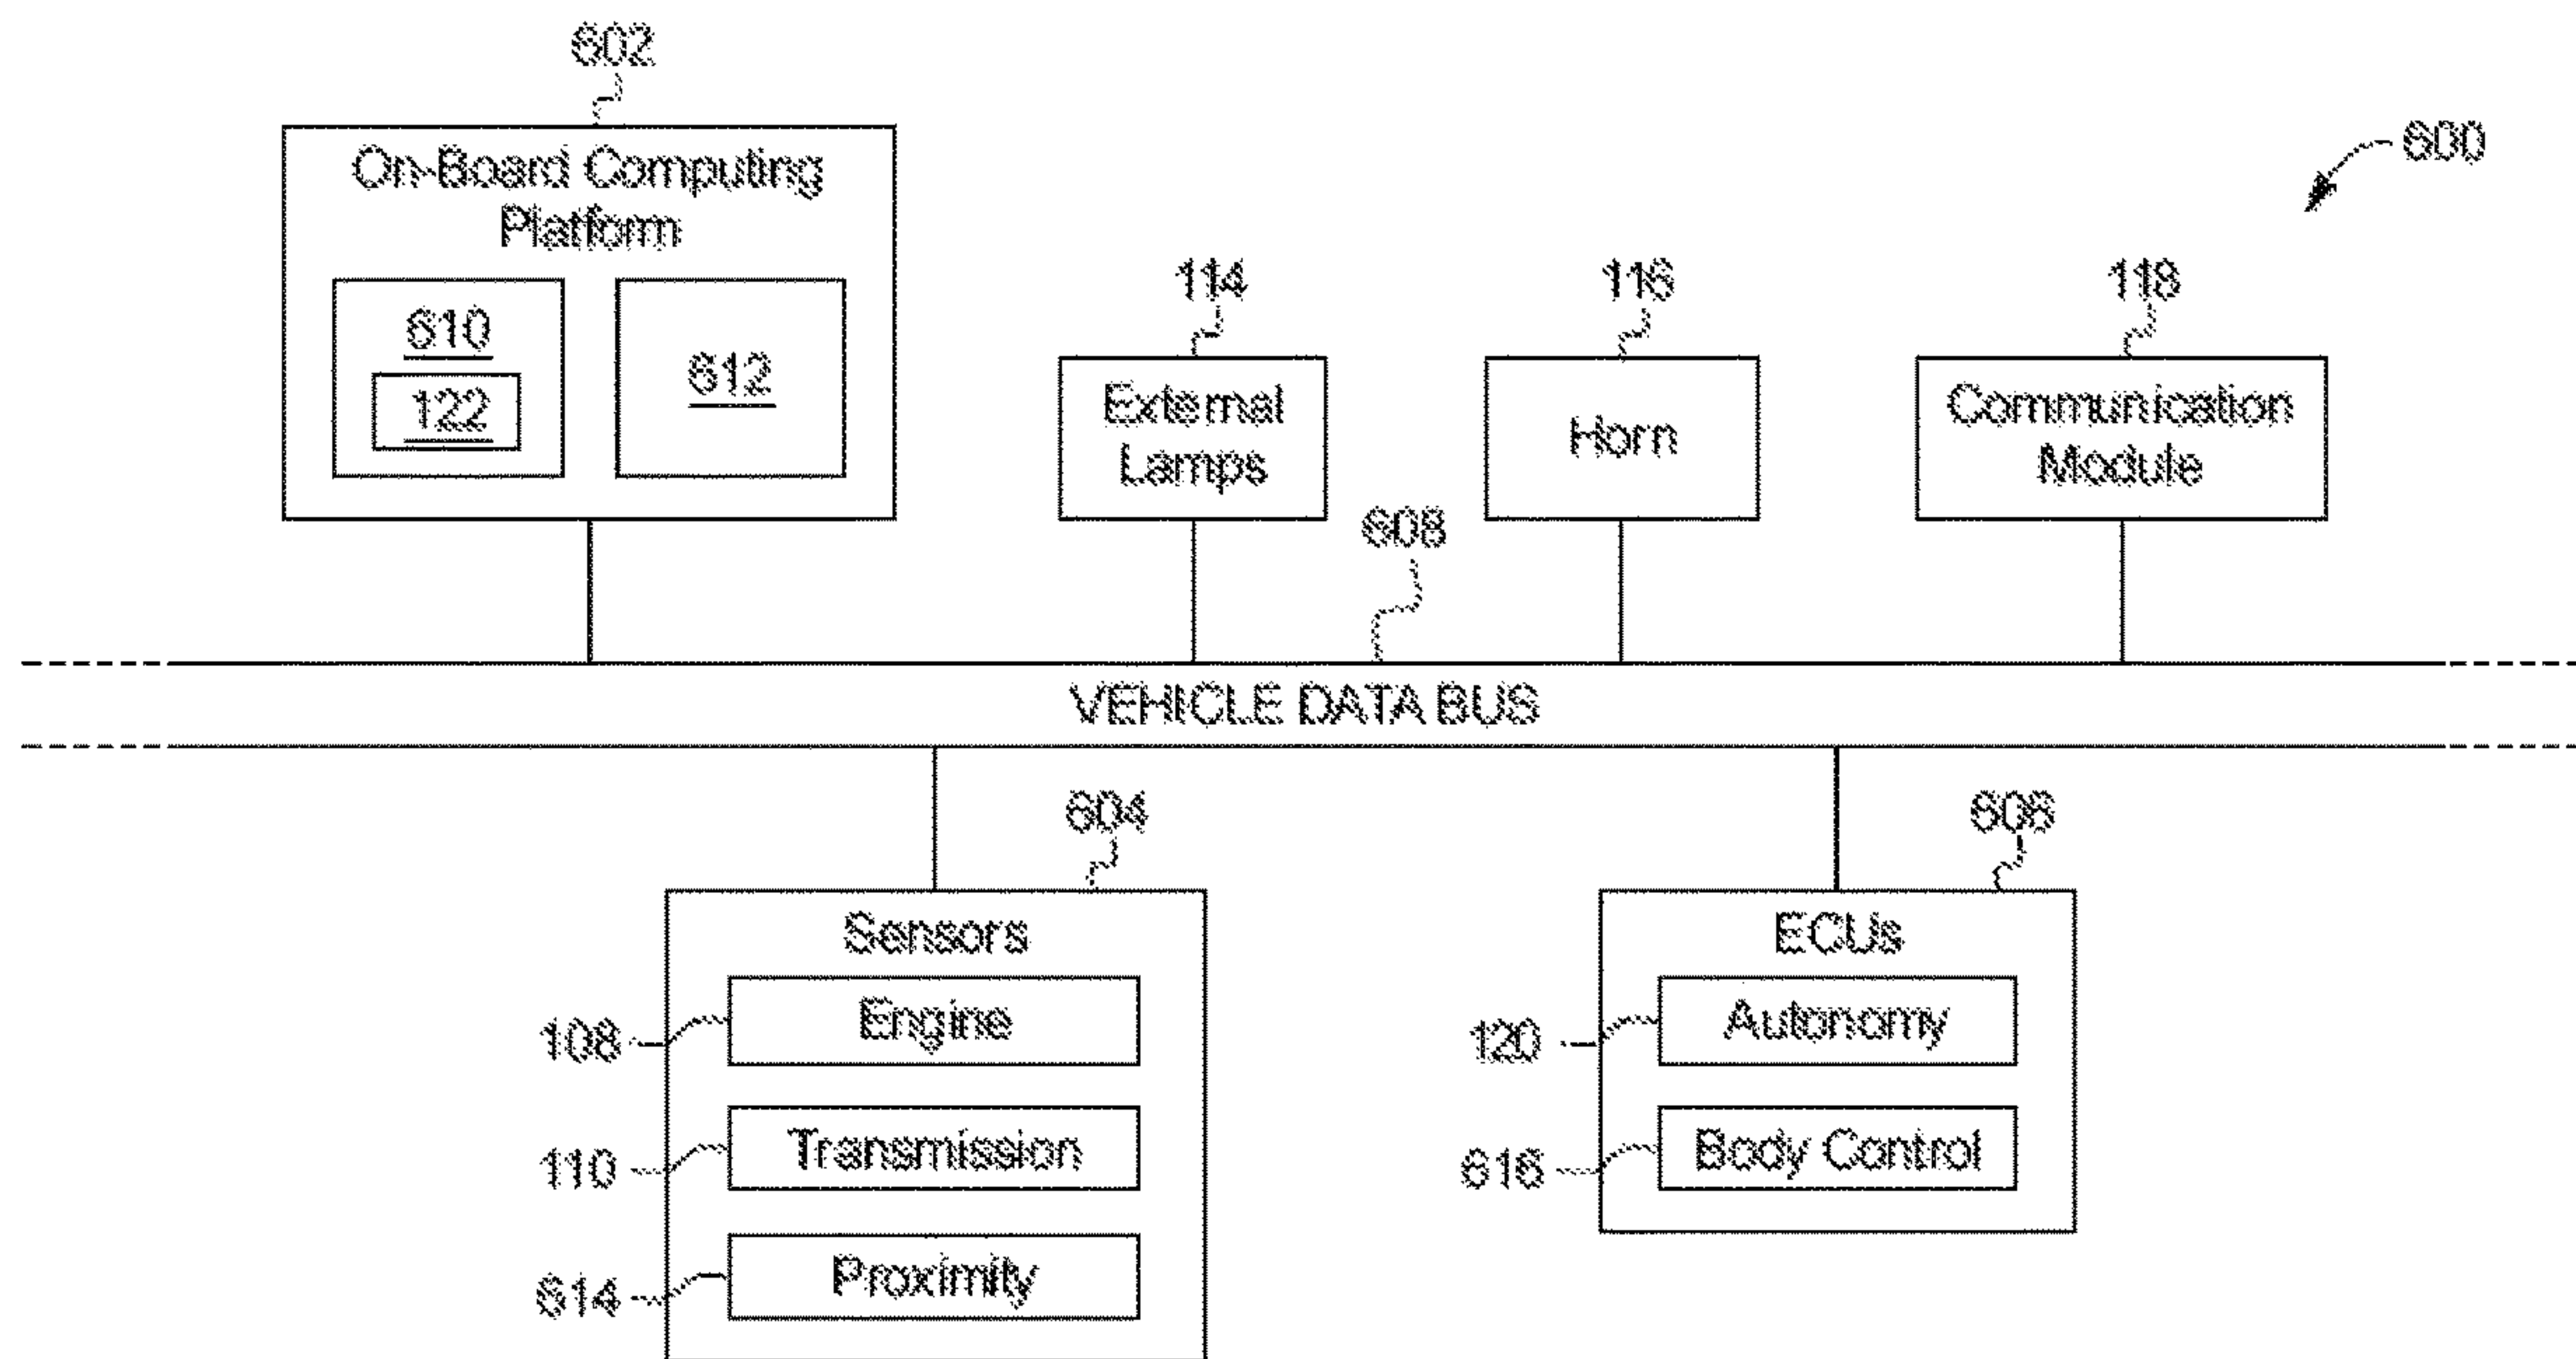 602
On-Board Computing
Platform
600
610
122
612
114
116
118
External
Lamps
Horn
Communication
Module
608
VEHICLE DATA BUS
604
606
Sensors
ECUs
108
Engine
120
Autonomy
110
Transmission
616
Body Control
614
Proximity